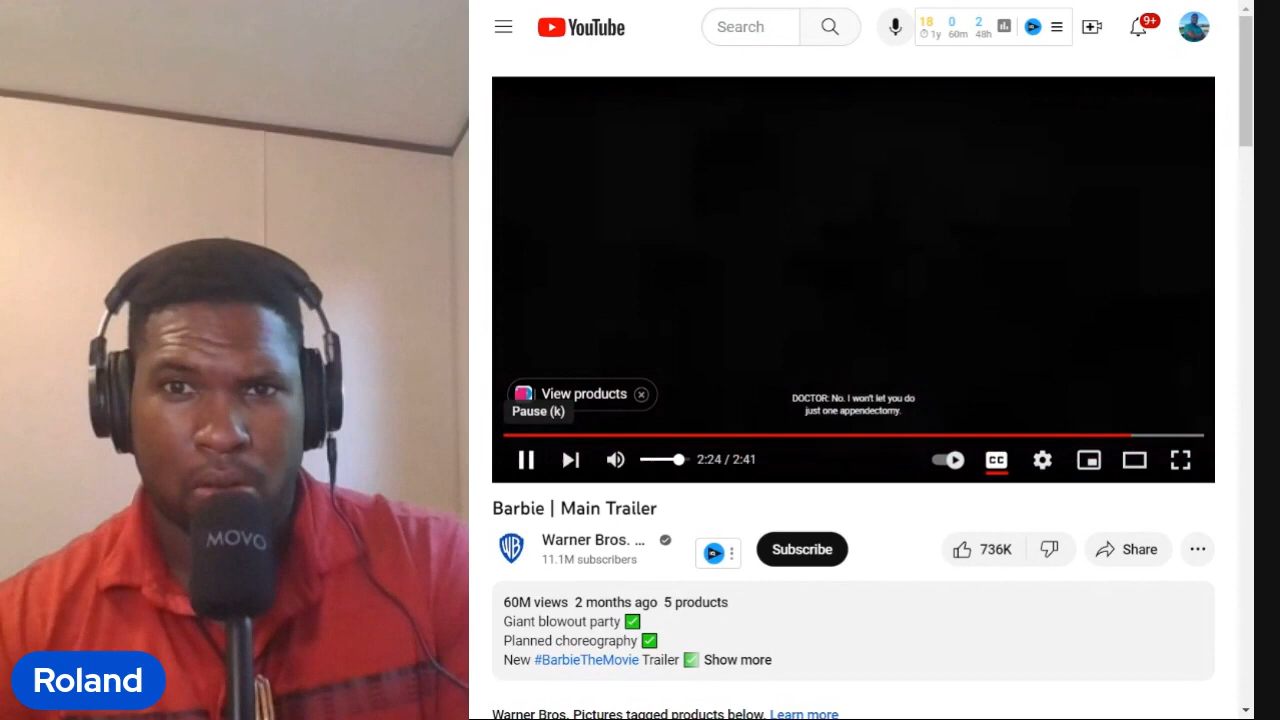 YouTube
Search
18 0 2
1y 60m 48h
9+
View products
Pause (k)
DOCTOR: No. I won't let you do
just one appendectomy.
2:24 / 2:41
CC
Barbie | Main Trailer
WB
Warner Bros. ...
11.1M subscribers
Subscribe
736K
Share
60M views 2 months ago 5 products
Giant blowout party ✅
Planned choreography ✅
New #BarbieTheMovie Trailer ✅ Show more
Warner Bros. Pictures tagged products below. Learn more
MOVO
Roland